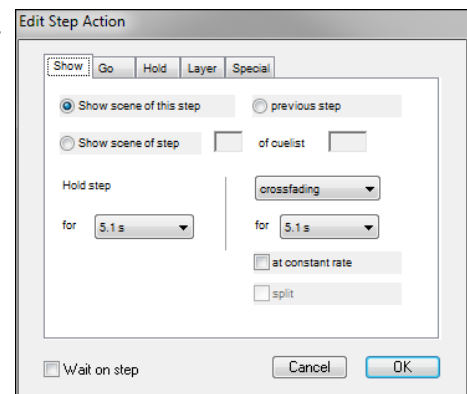 Edit Step Action
Show Go Hold Layer Special
Show scene of this step previous step
Show scene of step of cuelist
Hold step crossfading
for 5.1 s for 5.1 s
at constant rate
split
Wait on step Cancel OK